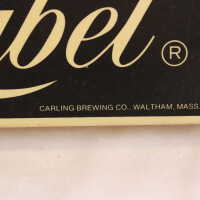 abel ®
CARLING BREWING CO., WALTHAM, MASS.